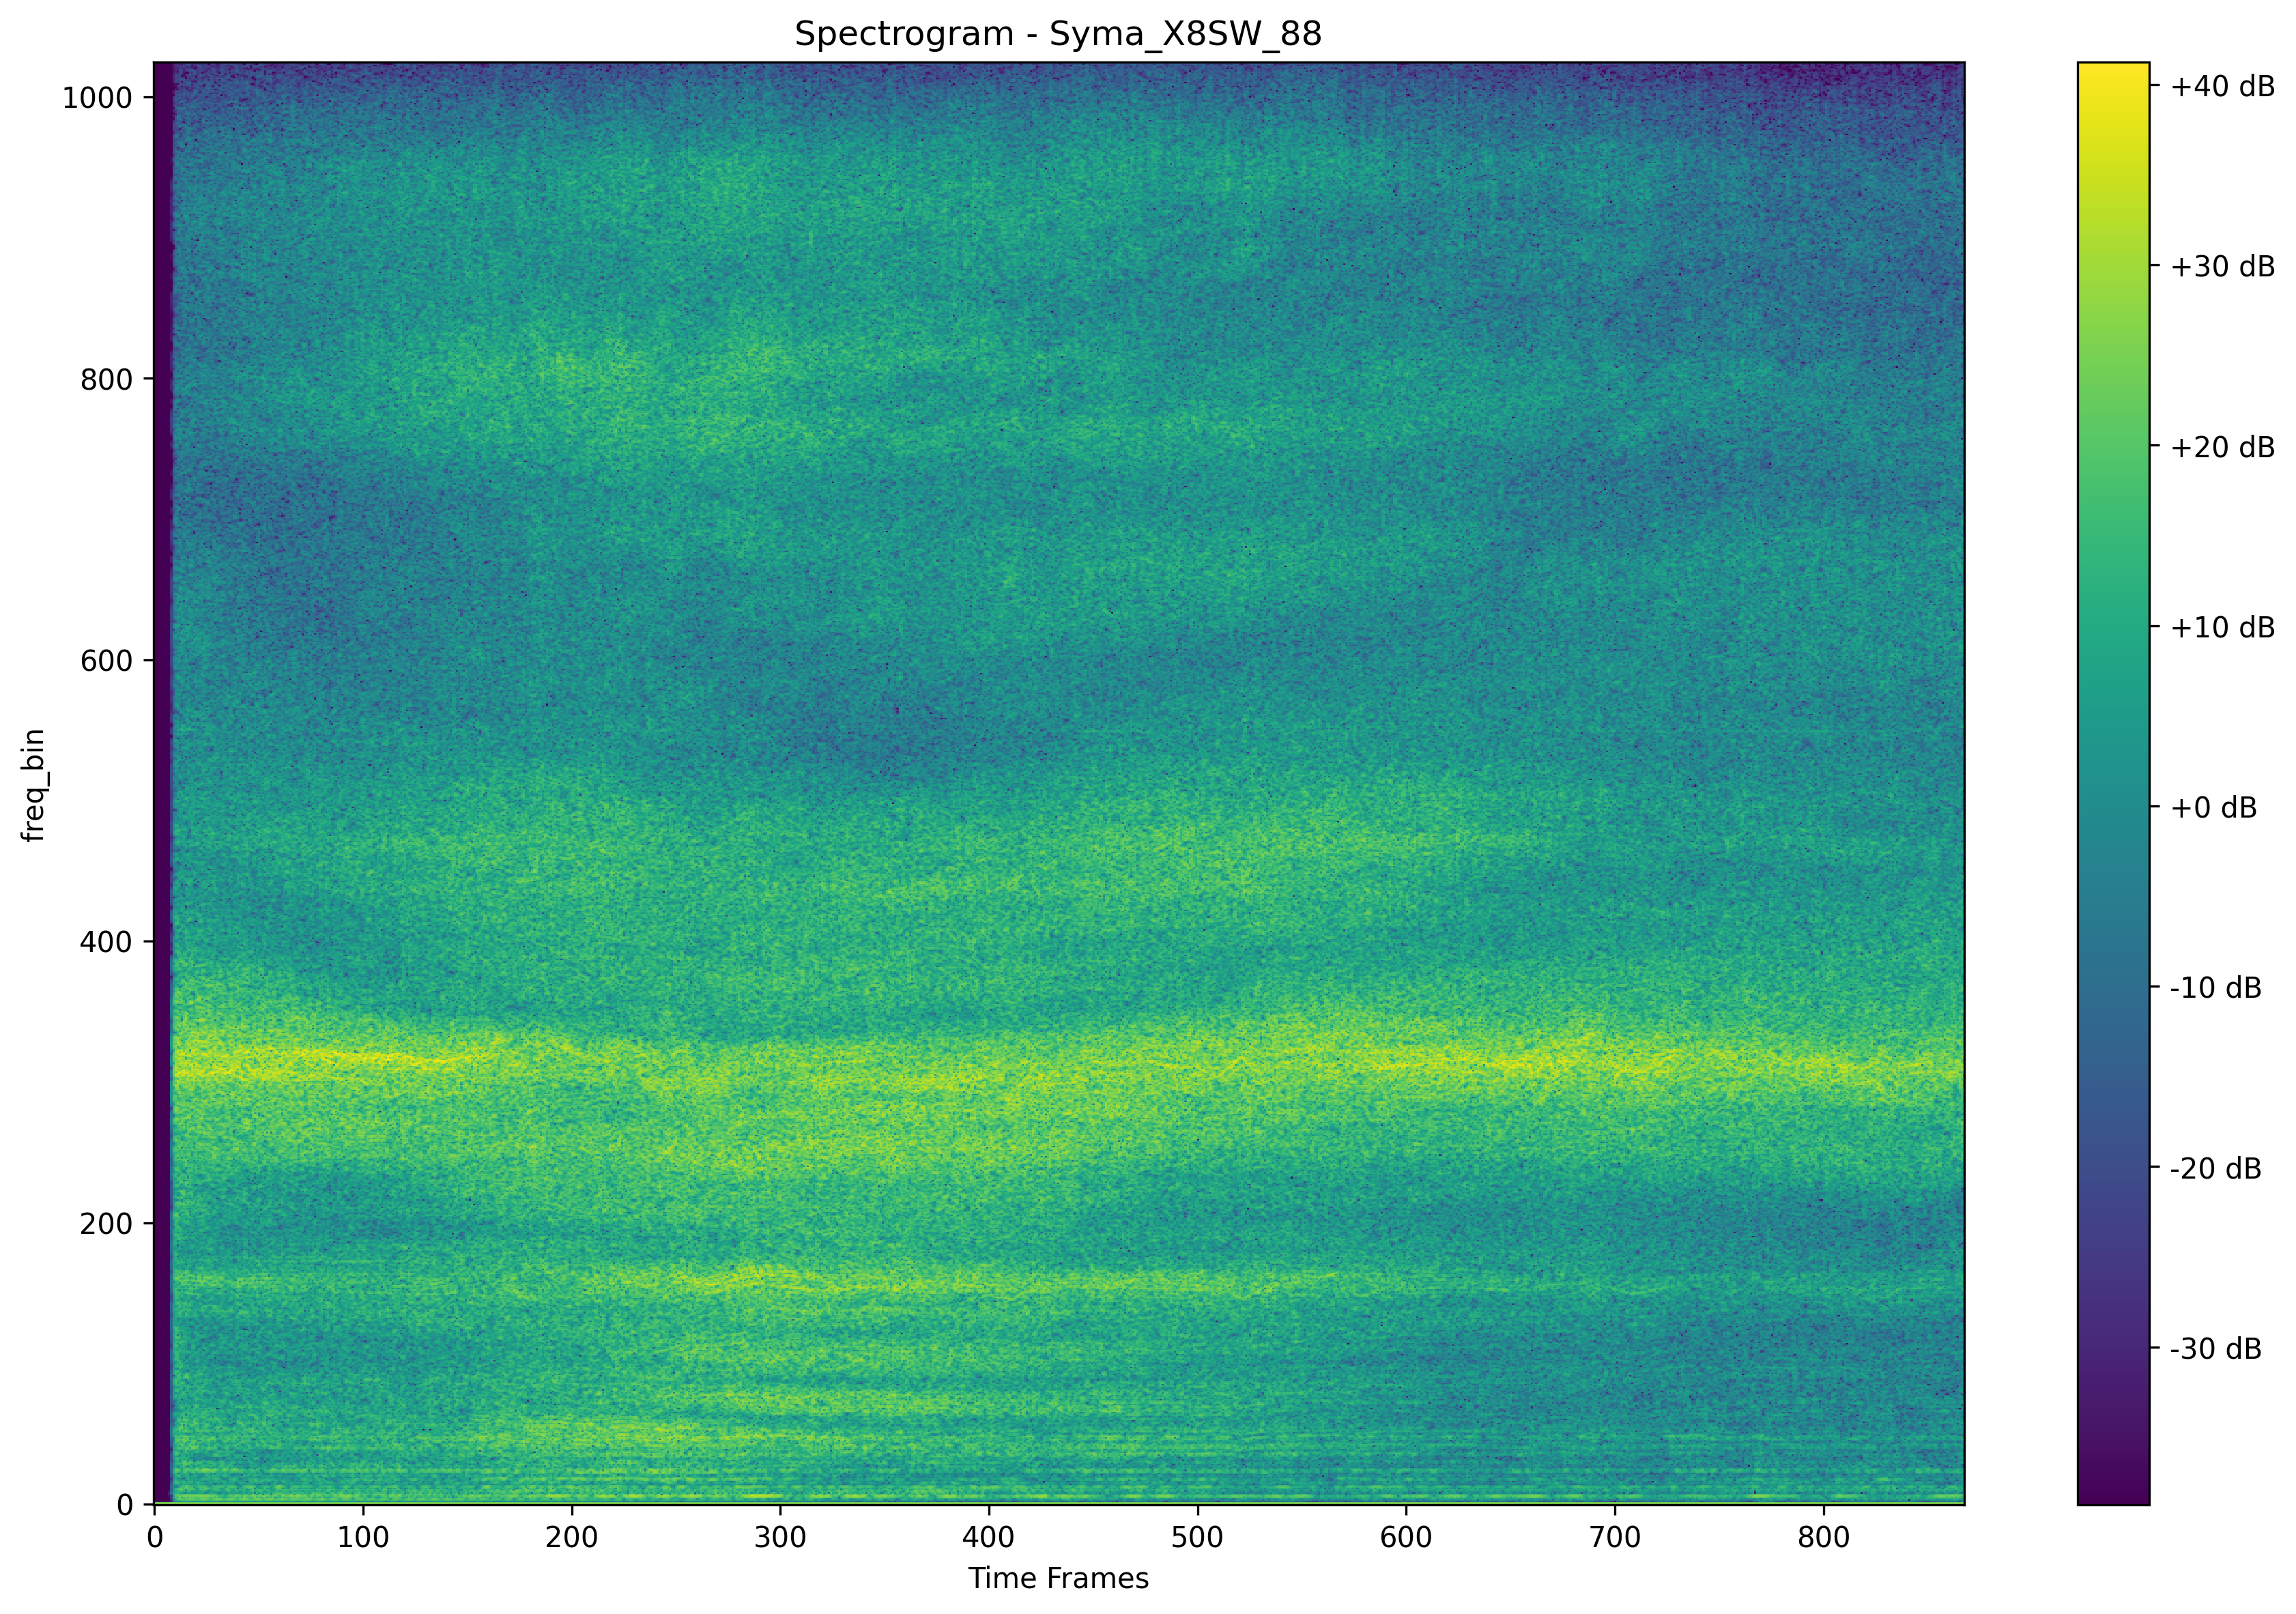 Spectrogram - Syma_X8SW_88
1000
800
600
400
200
0
freq_bin
0 100 200 300 400 500 600 700 800
Time Frames
+40 dB
+30 dB
+20 dB
+10 dB
+0 dB
-10 dB
-20 dB
-30 dB